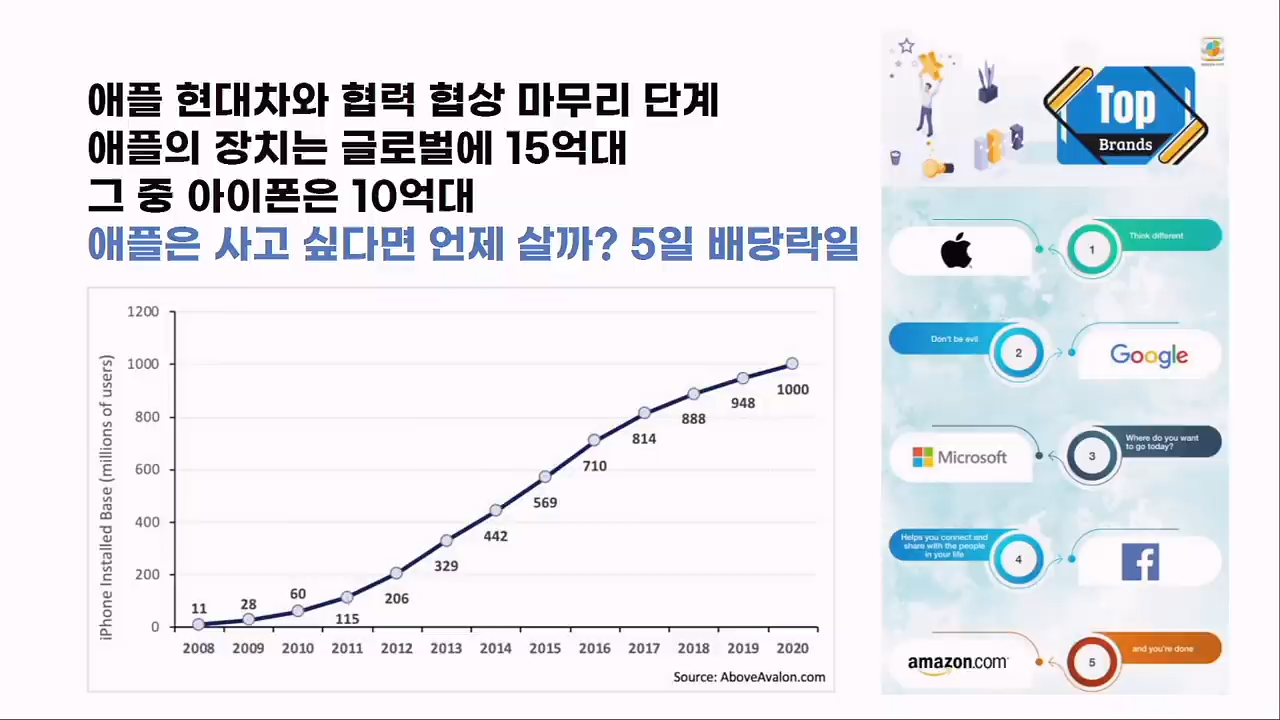 애플 현대차와 협력 협상 마무리 단계
애플의 장치는 글로벌에 15억대
그 중 아이폰은 10억대
애플은 사고 싶다면 언제 살까? 5일 배당락일
iPhone Installed Base (millions of users)
1200
1000
800
600
400
200
0
11
28
60
115
206
329
442
569
710
814
888
948
1000
2008 2009 2010 2011 2012 2013 2014 2015 2016 2017 2018 2019 2020
Source: AboveAvalon.com
Top
Brands
1
Think different
Don't be evil
2
Google
Microsoft
3
Where do you want
to go today?
Helps you connect and
share with the people
in your life
4
f
amazon.com
5
and you're done